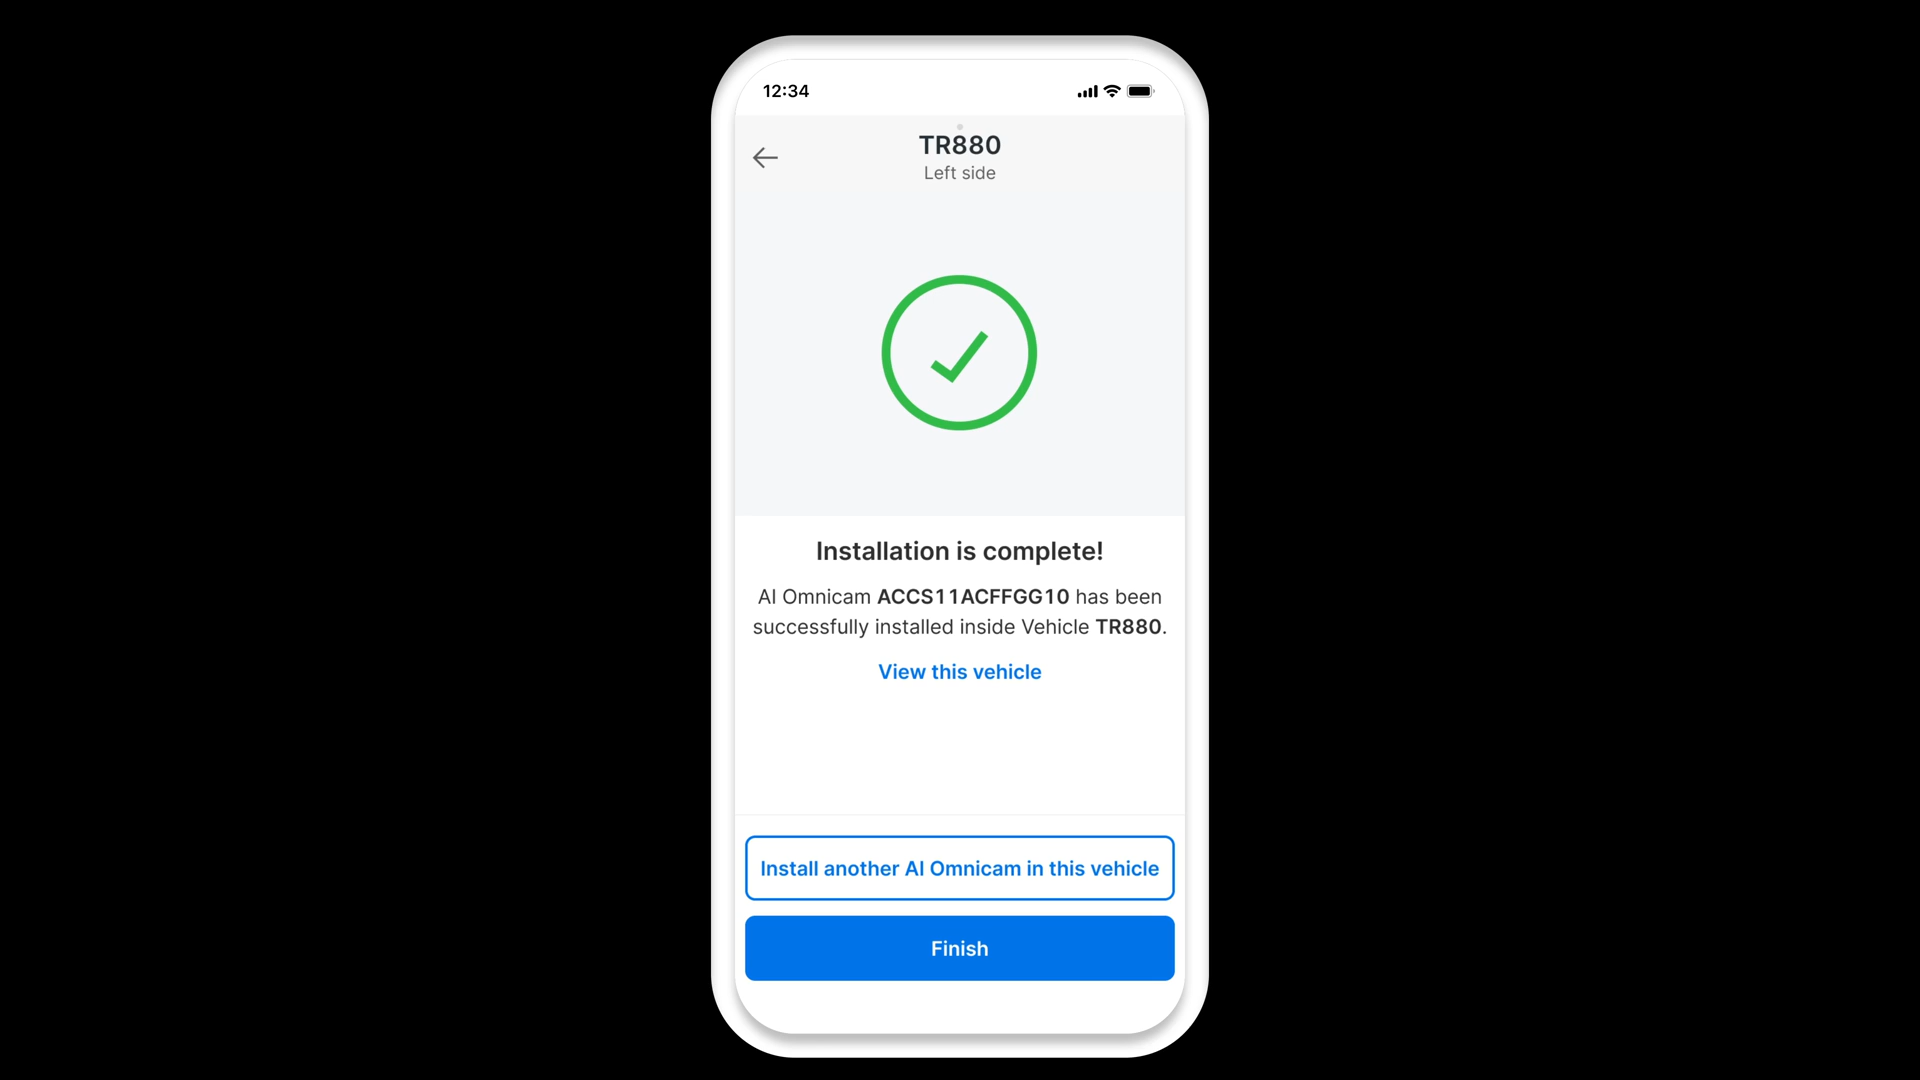 12:34
TR880
Left side
Installation is complete!
AI Omnicam ACCS11ACFFGG10 has been
successfully installed inside Vehicle TR880.
View this vehicle
Install another AI Omnicam in this vehicle
Finish